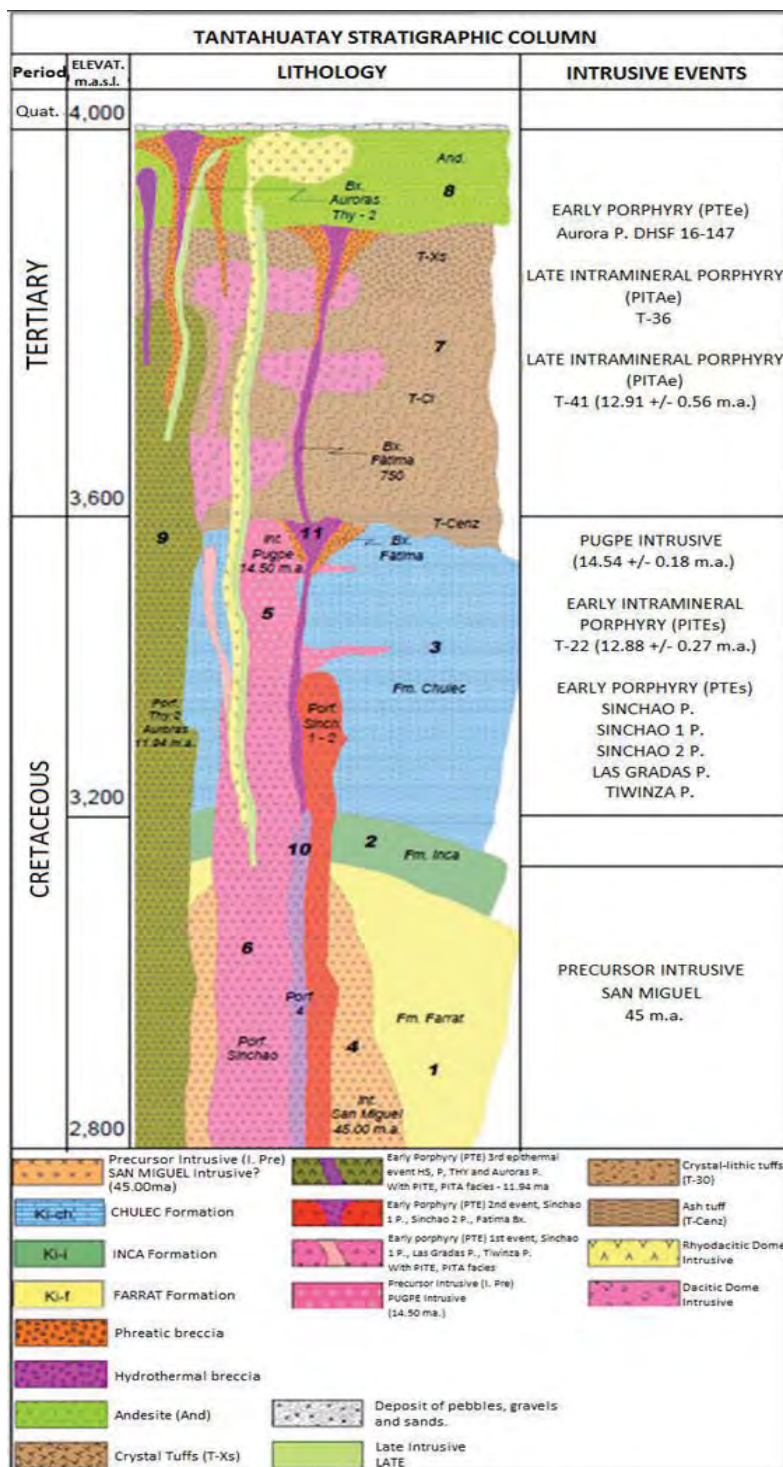 TANTAHUATAY STRATIGRAPHIC COLUMN
Period
ELEVAT.
m.a.s.l.
LITHOLOGY
INTRUSIVE EVENTS
Quat.
4,000
TERTIARY
3,600
CRETACEOUS
3,200
2,800
And.
8
Bx.
Auroras
Thy - 2
T-Xs
7
T-Cl
Bx.
Fatima
750
T-Cenz
9
Int.
Pugpe
14.50 m.a.
11
Bx.
Fatima
5
3
Fm. Chulec
Porf.
Thy 2
Auroras
11.94 m.a.
Porf.
Sinch.
1 - 2
10
2
Fm. Inca
6
Porf
4
Porf.
Sinchao
4
Fm. Farrat
1
Int.
San Miguel
45.00 m.a.
EARLY PORPHYRY (PTEe)
Aurora P. DHSF 16-147
LATE INTRAMINERAL PORPHYRY
(PITAe)
T-36
LATE INTRAMINERAL PORPHYRY
(PITAe)
T-41 (12.91 +/- 0.56 m.a.)
PUGPE INTRUSIVE
(14.54 +/- 0.18 m.a.)
EARLY INTRAMINERAL
PORPHYRY (PITEs)
T-22 (12.88 +/- 0.27 m.a.)
EARLY PORPHYRY (PTEs)
SINCHAO P.
SINCHAO 1 P.
SINCHAO 2 P.
LAS GRADAS P.
TIWINZA P.
PRECURSOR INTRUSIVE
SAN MIGUEL
45 m.a.
Precursor Intrusive (I. Pre)
SAN MIGUEL Intrusive?
(45.00ma)
Ki-ch
CHULEC Formation
Ki-i
INCA Formation
Ki-f
FARRAT Formation
Phreatic breccia
Hydrothermal breccia
Andesite (And)
Crystal Tuffs (T-Xs)
Early Porphyry (PTE) 3rd epithermal
event HS, P, THY and Auroras P.
With PITE, PITA facies - 11.94 ma
Early Porphyry (PTE) 2nd event, Sinchao
1 P., Sinchao 2 P., Fatima Bx.
Early porphyry (PTE) 1st event, Sinchao
1 P., Las Gradas P., Tiwinza P.
With PITE, PITA facies
Precursor Intrusive (I. Pre)
PUGPE Intrusive
(14.50 ma.)
Deposit of pebbles, gravels
and sands.
Late Intrusive
LATE
Crystal-lithic tuffs
(T-30)
Ash tuff
(T-Cenz)
Rhyodacitic Dome
Intrusive
Dacitic Dome
Intrusive